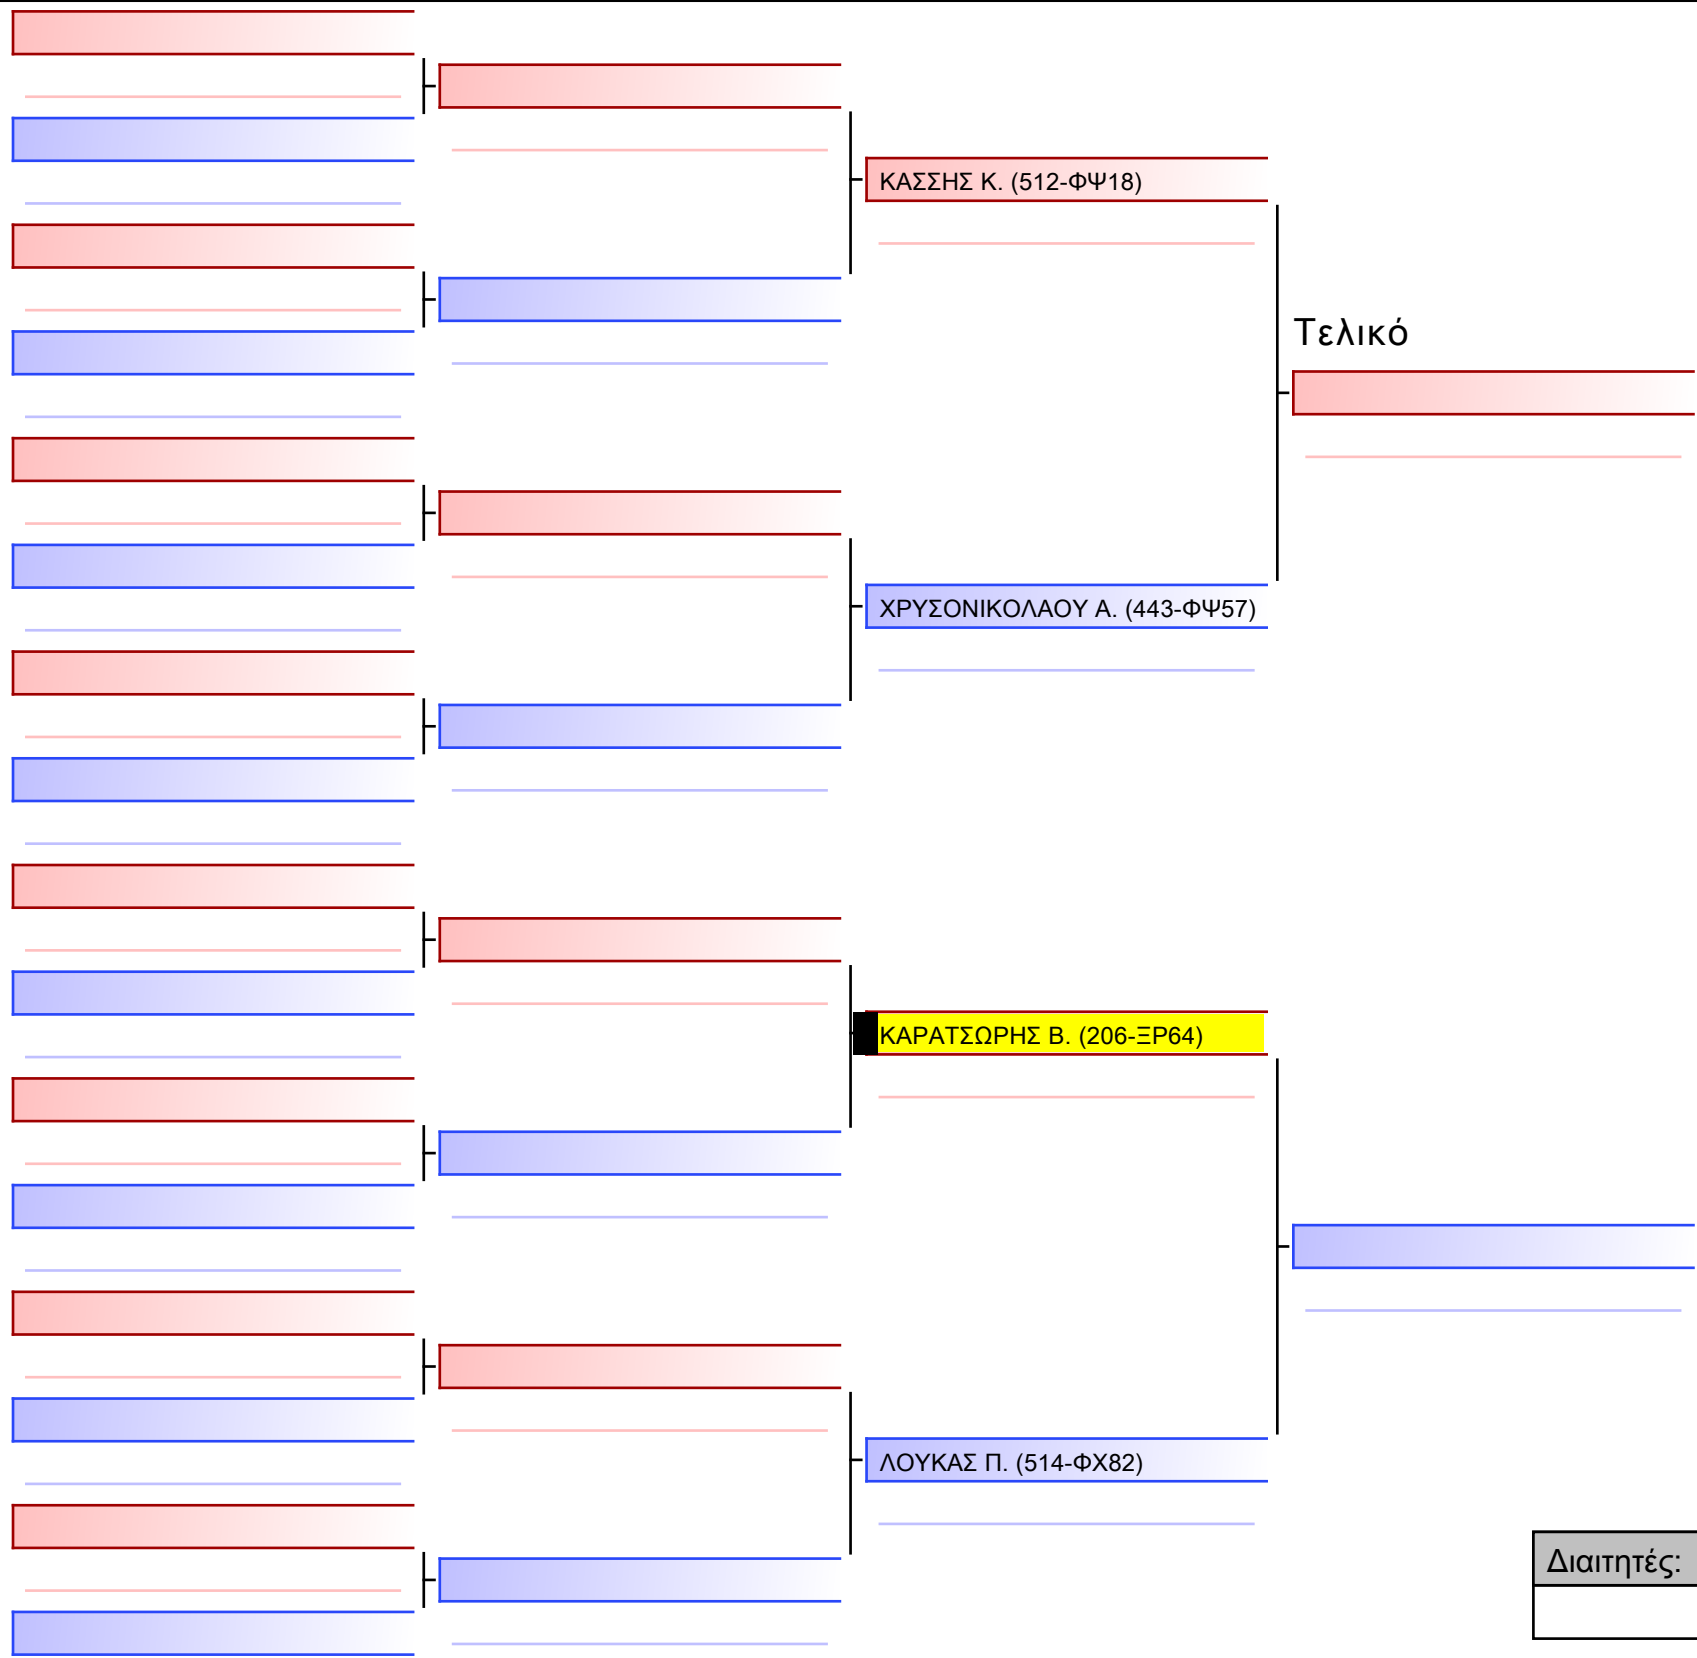 ΚΑΣΣΗΣ Κ. (512-ΦΨ18)
Τελικό
ΧΡΥΣΟΝΙΚΟΛΑΟΥ Α. (443-ΦΨ57)
ΚΑΡΑΤΣΩΡΗΣ Β. (206-ΞΡ64)
ΛΟΥΚΑΣ Π. (514-ΦΧ82)
Διαιτητές: